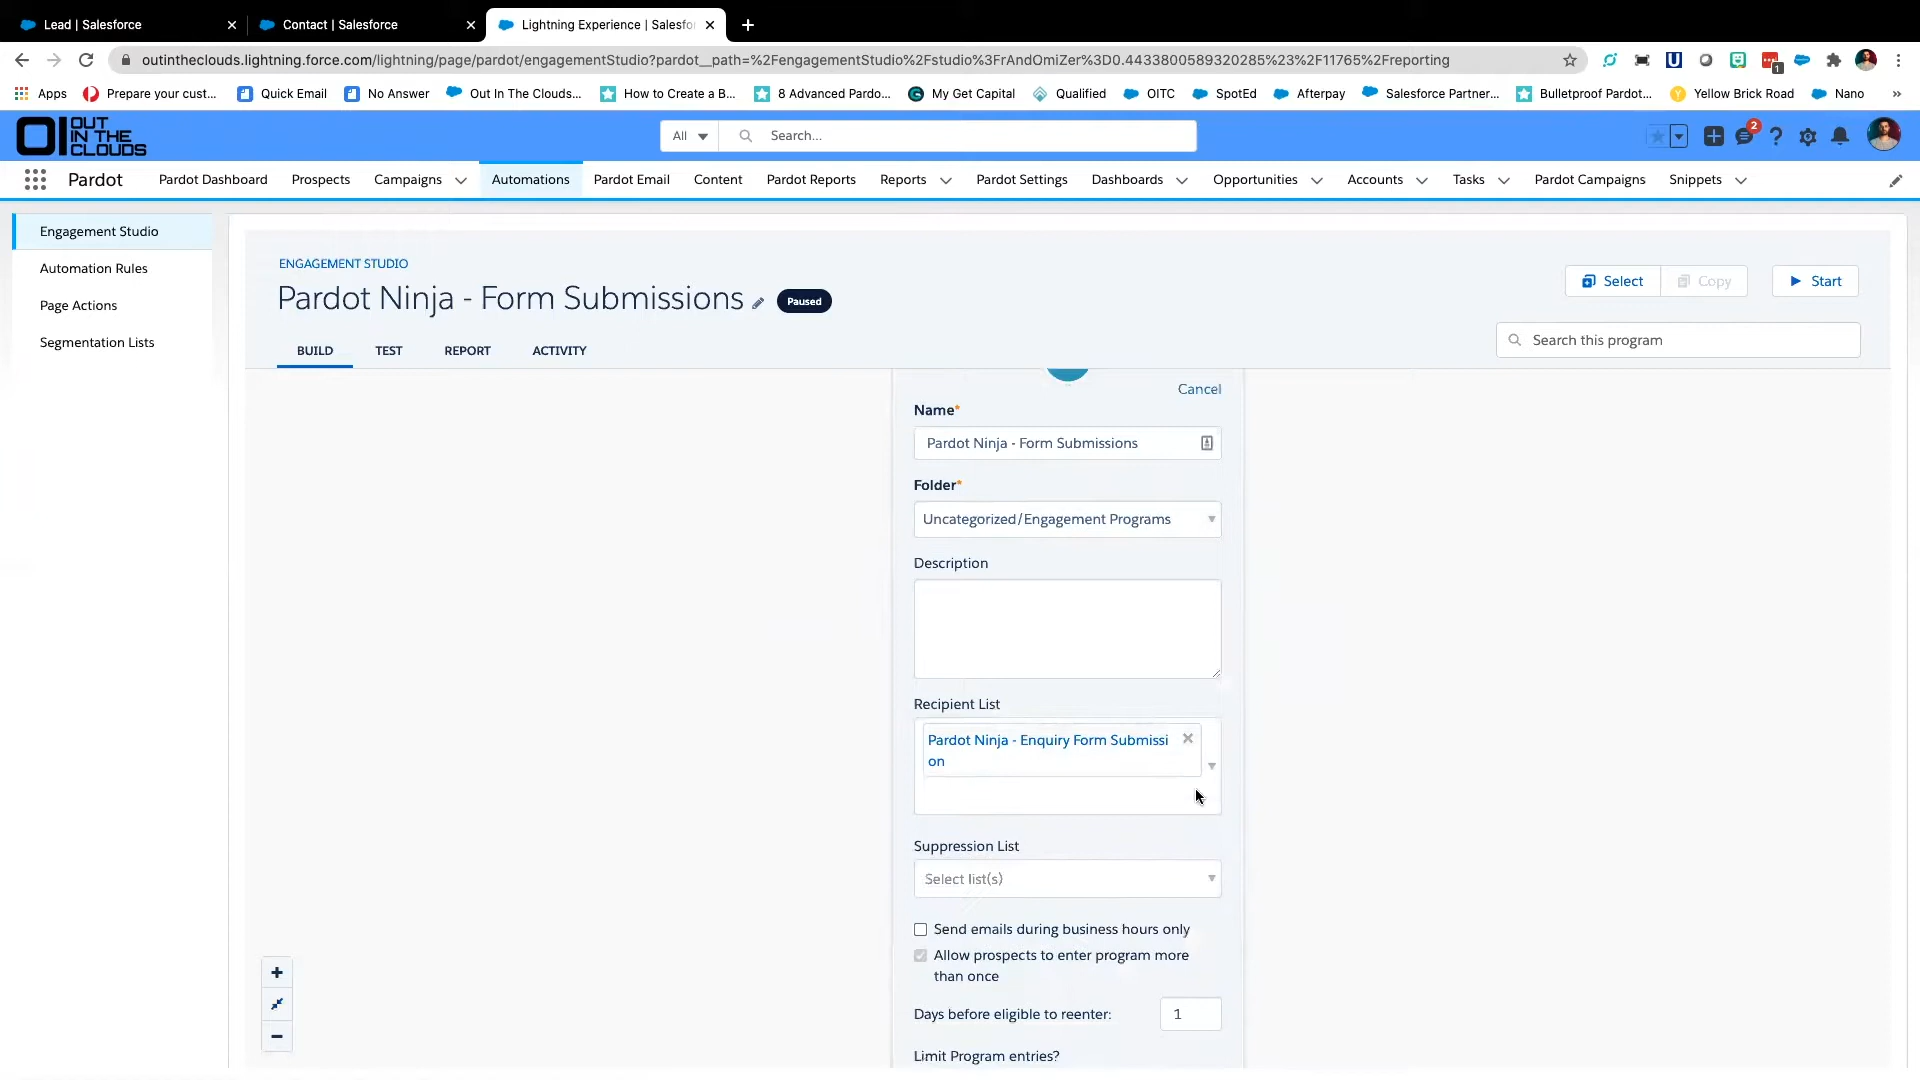 Lead | Salesforce
Contact | Salesforce
Lightning Experience | Salesfo
outintheclouds.lightning.force.com/lightning/page/pardot/engagementStudio?pardot__path=%2FengagementStudio%2Fstudio%3FrAndOmiZer%3D0.4433800589320285%23%2F11765%2Freporting
1
Apps
Prepare your cust...
Quick Email
No Answer
Out In The Clouds...
How to Create a B...
8 Advanced Pardo...
My Get Capital
Qualified
OITC
SpotEd
Afterpay
Salesforce Partner...
Bulletproof Pardot...
Yellow Brick Road
Nano
»
OI OUT
IN THE
CLOUDS
All
Search...
2
Pardot
Pardot Dashboard
Prospects
Campaigns
Automations
Pardot Email
Content
Pardot Reports
Reports
Pardot Settings
Dashboards
Opportunities
Accounts
Tasks
Pardot Campaigns
Snippets
Engagement Studio
Automation Rules
Page Actions
Segmentation Lists
ENGAGEMENT STUDIO
Pardot Ninja - Form Submissions
Paused
Select
Copy
Start
Search this program
BUILD
TEST
REPORT
ACTIVITY
Cancel
Name*
Pardot Ninja - Form Submissions
Folder*
Uncategorized/Engagement Programs
Description
Recipient List
Pardot Ninja - Enquiry Form Submissi
on
Suppression List
Select list(s)
Send emails during business hours only
Allow prospects to enter program more
than once
Days before eligible to reenter:
1
Limit Program entries?